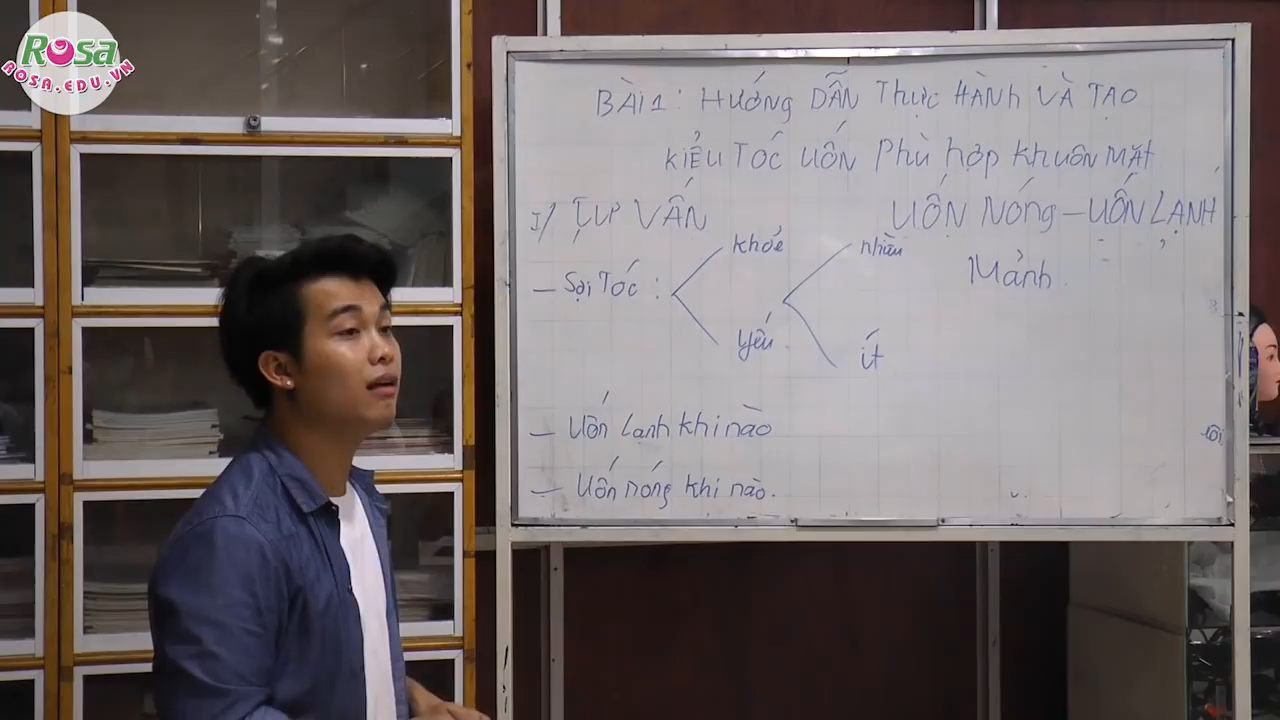 Rosa
ROSA.EDU.VN
BÀI 1 : HƯỚNG DẪN THỰC HÀNH VÀ TẠO
KIỂU TÓC UỐN PHÙ HỢP KHUÔN MẶT
I/ TƯ VẤN
UỐN NÓNG – UỐN LẠNH
khỏe
nhiều
Mảnh.
– Sợi TÓC :
yếu.
ít
– Uốn Lạnh khi nào
– Uốn nóng khi nào.